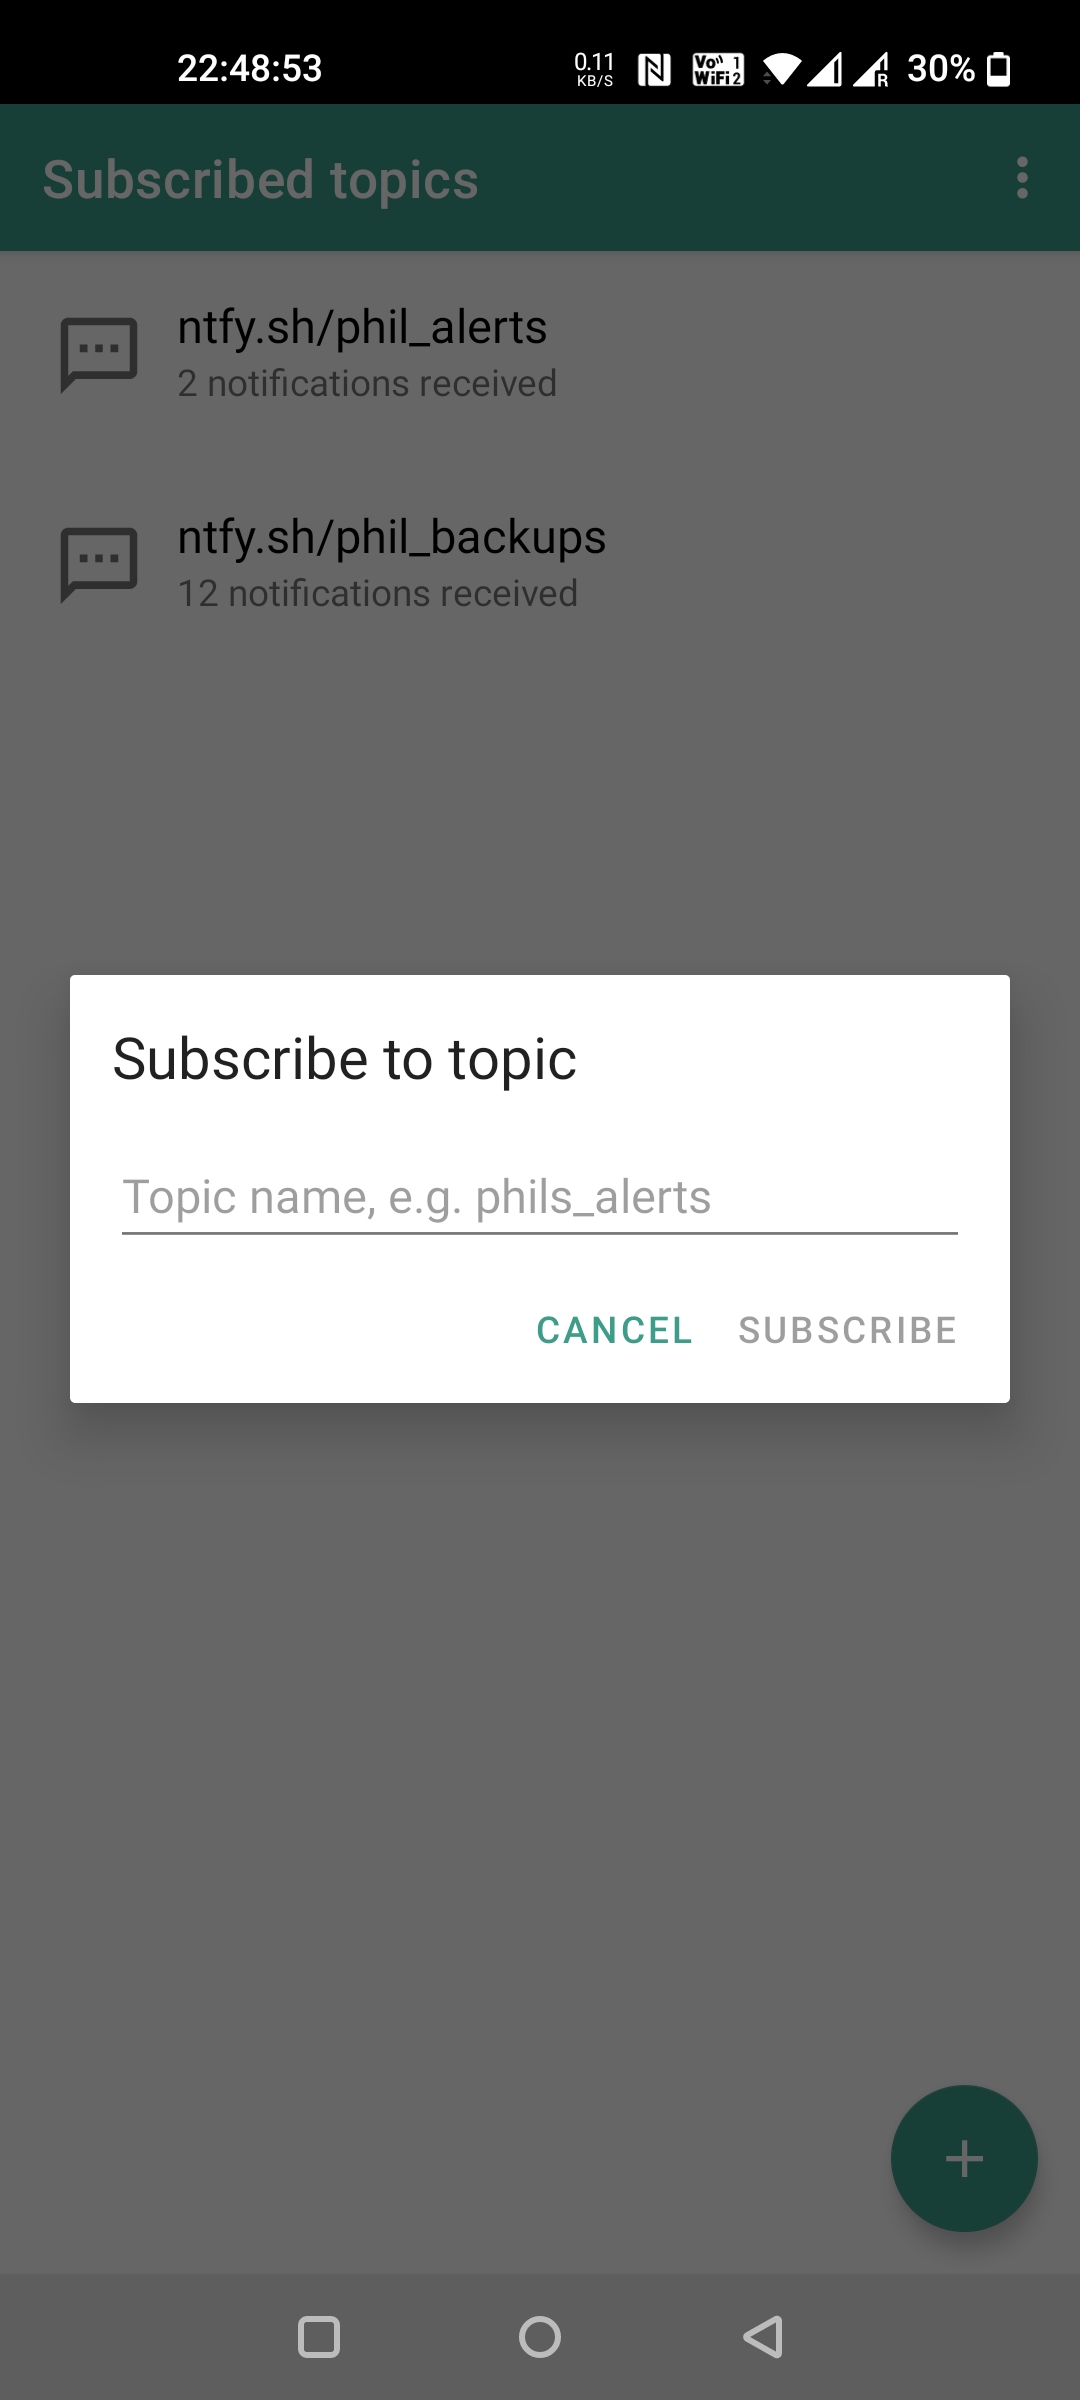 22:48:53 0.11 KB/S Vo WiFi 1 2 R 30%
Subscribed topics
ntfy.sh/phil_alerts
2 notifications received
ntfy.sh/phil_backups
12 notifications received
Subscribe to topic
Topic name, e.g. phils_alerts
CANCEL SUBSCRIBE